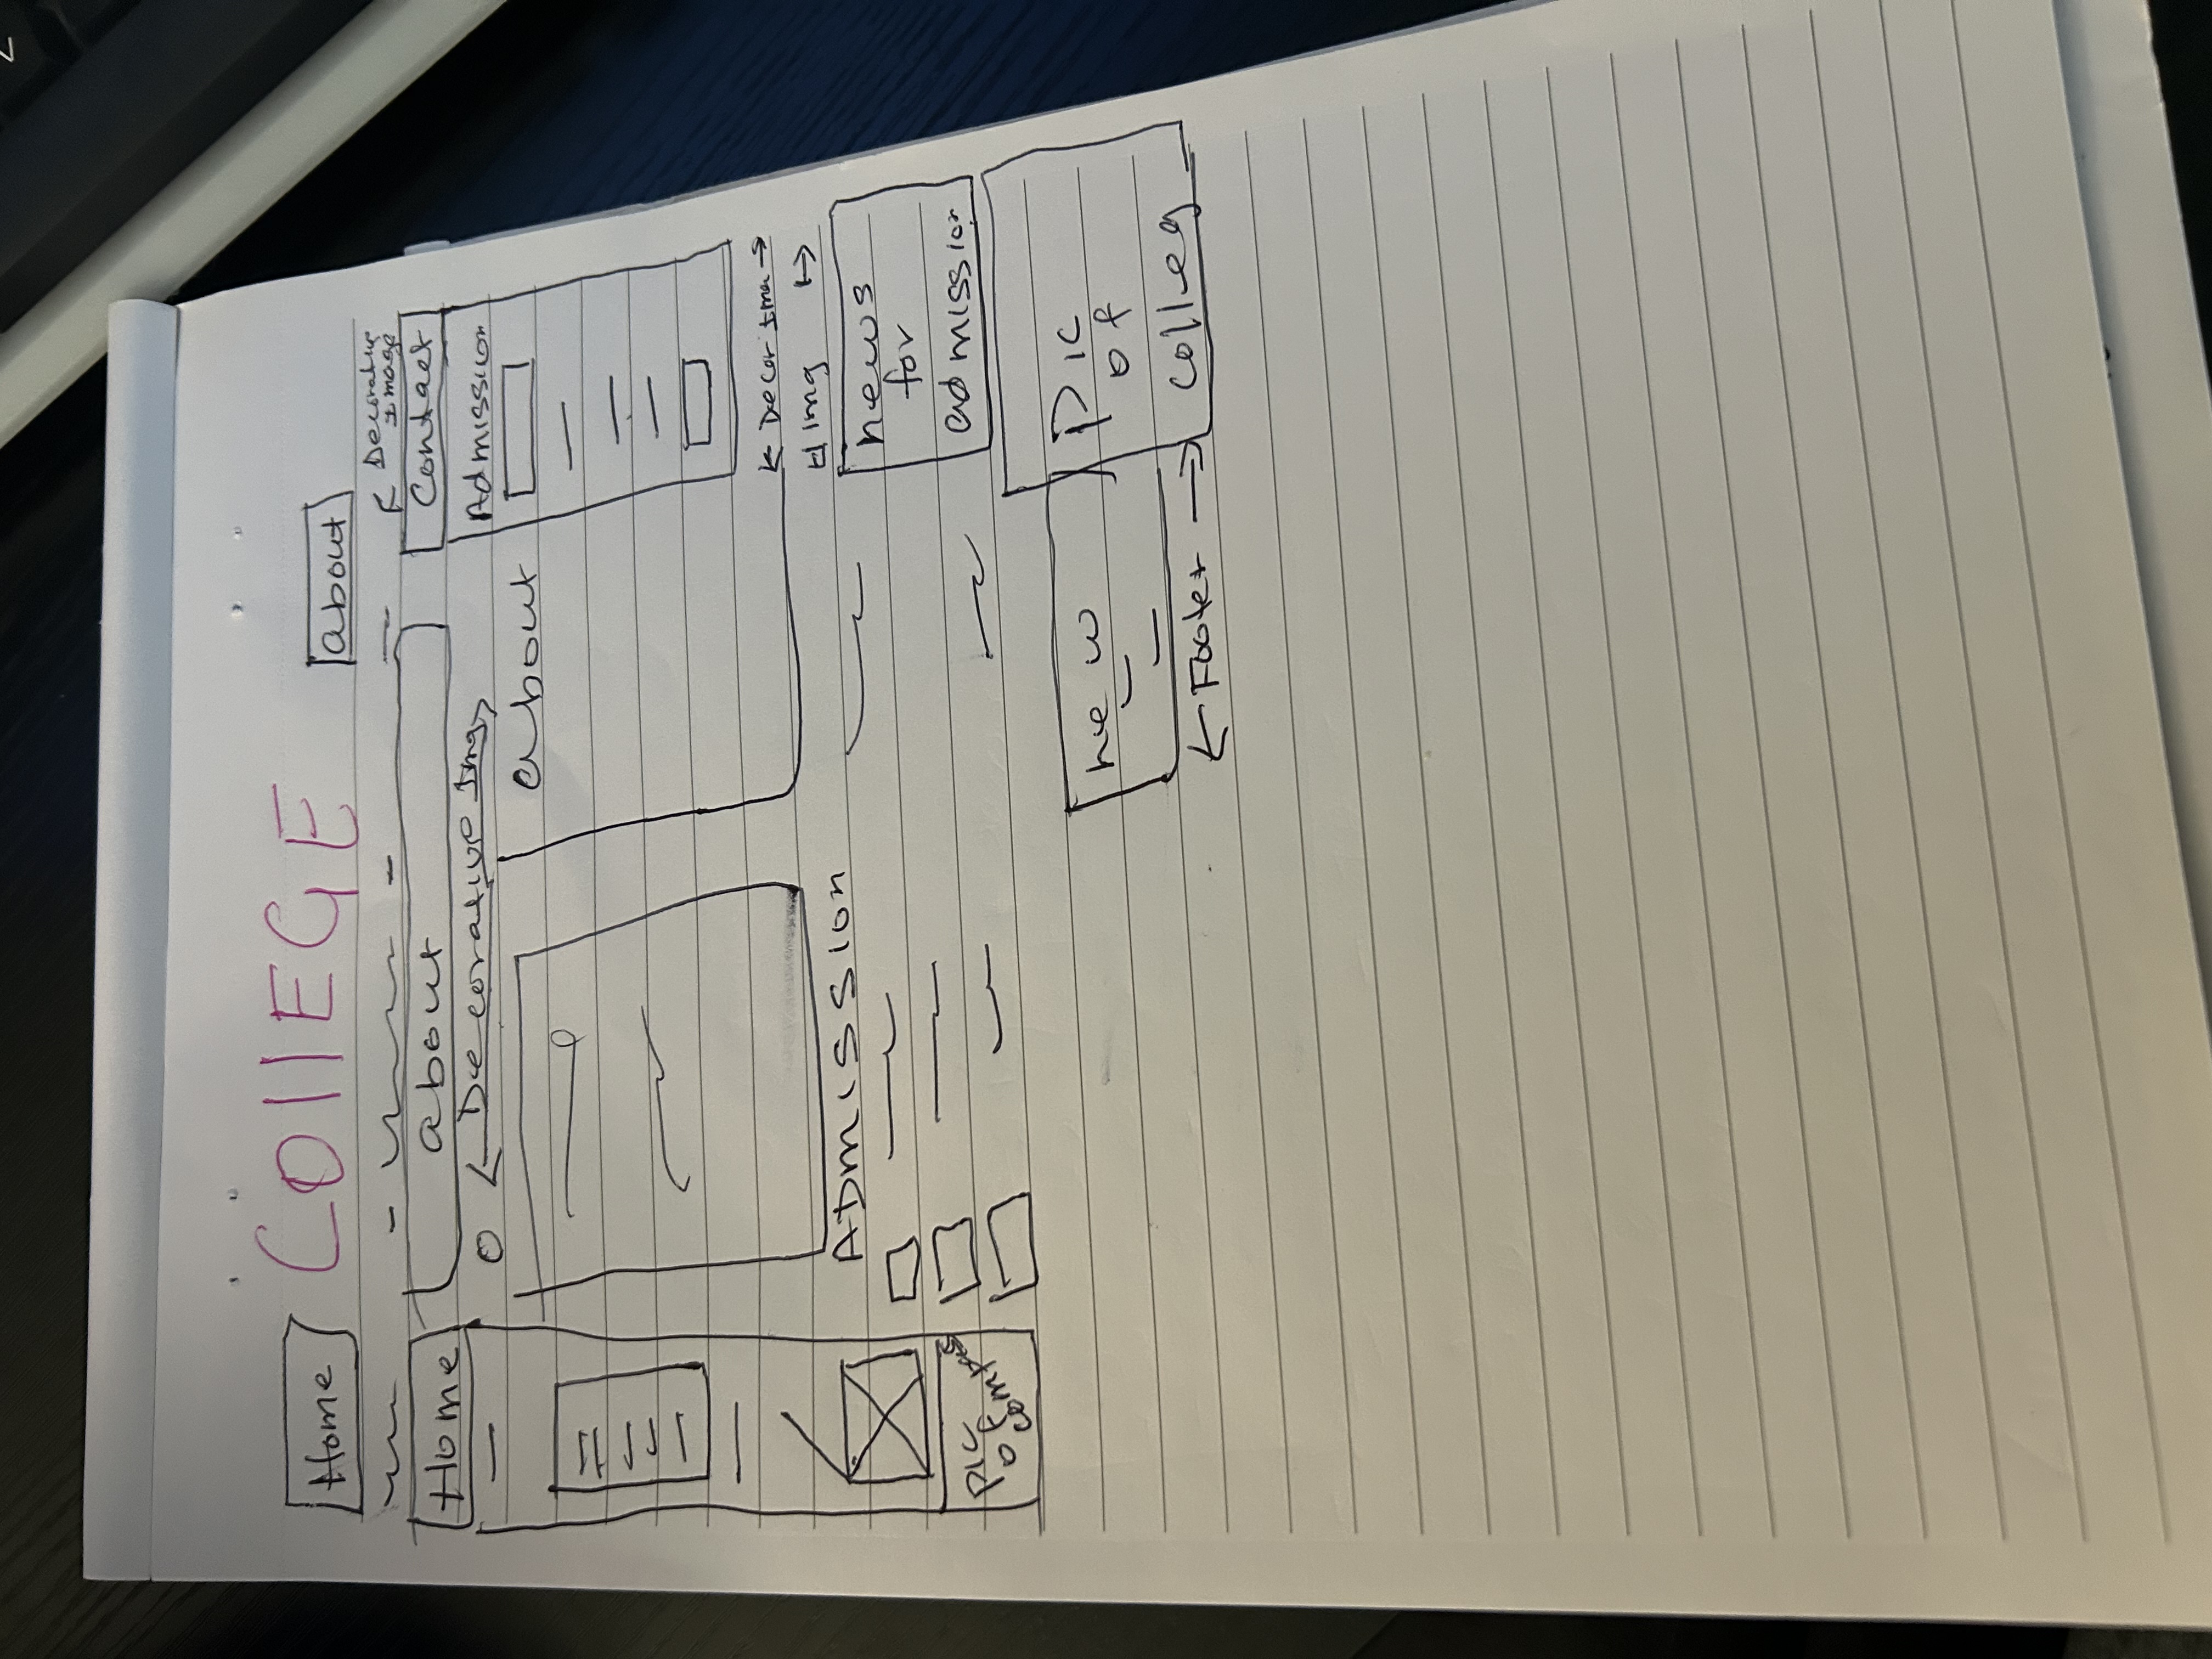 Home COllEGE about
Decorative
Image
Home about Contact
Decorative Img
Admission
about
Decor Ima
Img
ADmission
news
for
admission
Pic
of
compas
new
Pic
of
colleg
Footer